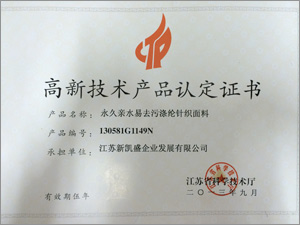 高新技术产品认定证书
产品名称： 永久亲水易去污涤纶针织面料
产品编号： 130581G1149N
承担单位： 江苏新凯盛企业发展有限公司
江苏省科学技术厅
二〇一三年九月
有效期伍年